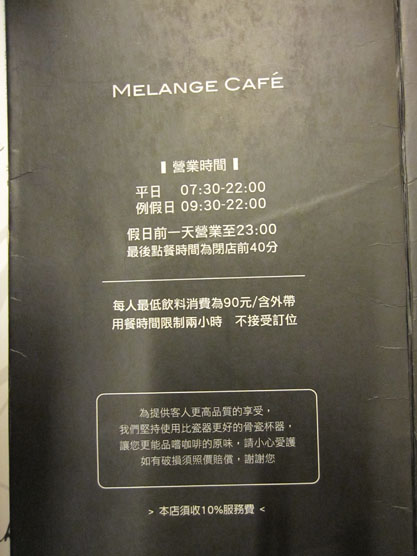 MELANGE CAFÉ
▌營業時間▐
平日 07:30-22:00
例假日 09:30-22:00
假日前一天營業至23:00
最後點餐時間為閉店前40分
每人最低飲料消費為90元/含外帶
用餐時間限制兩小時 不接受訂位
為提供客人更高品質的享受，
我們堅持使用比瓷器更好的骨瓷杯器，
讓您更能品嚐咖啡的原味，請小心愛護
如有破損須照價賠償，謝謝您
> 本店須收10%服務費 <